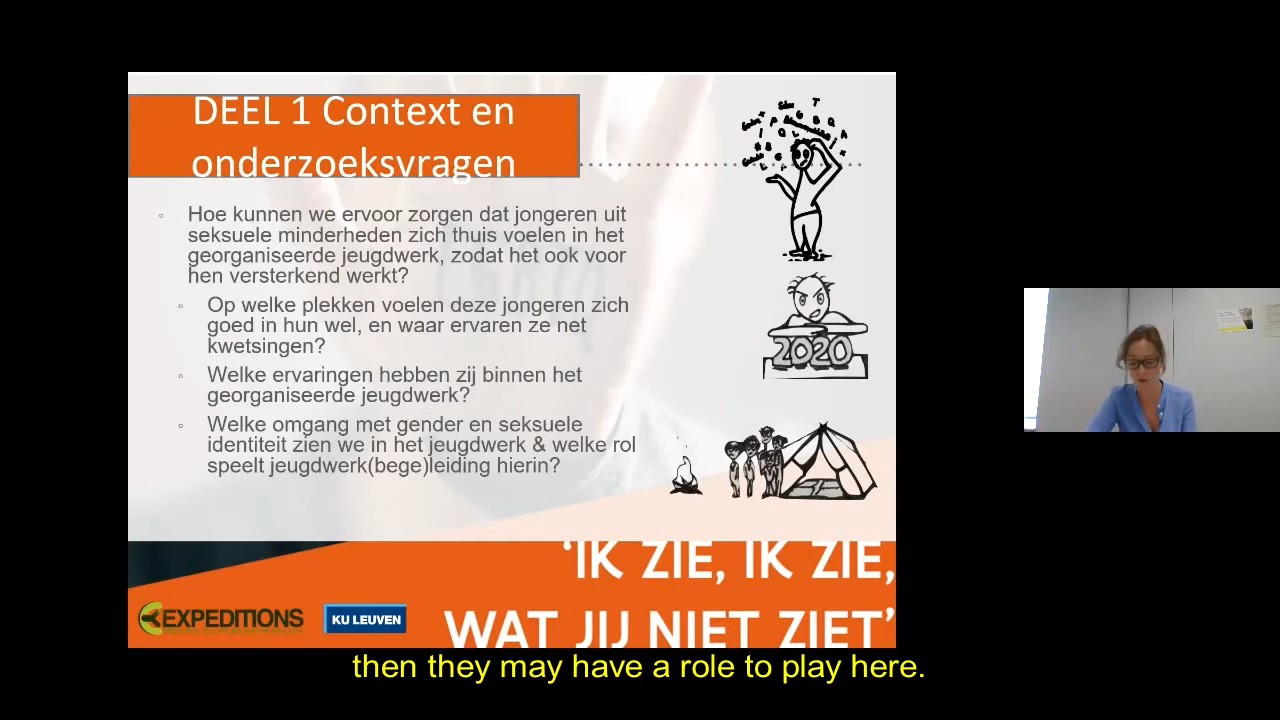 DEEL 1 Context en
onderzoeksvragen
Hoe kunnen we ervoor zorgen dat jongeren uit
seksuele minderheden zich thuis voelen in het
georganiseerde jeugdwerk, zodat het ook voor
hen versterkend werkt?
Op welke plekken voelen deze jongeren zich
goed in hun wel, en waar ervaren ze net
kwetsingen?
Welke ervaringen hebben zij binnen het
georganiseerde jeugdwerk?
Welke omgang met gender en seksuele
identiteit zien we in het jeugdwerk & welke rol
speelt jeugdwerk(bege)leiding hierin?
2020
'IK ZIE, IK ZIE,
WAT JIJ NIET ZIET'
EXPEDITIONS
KU LEUVEN
then they may have a role to play here.